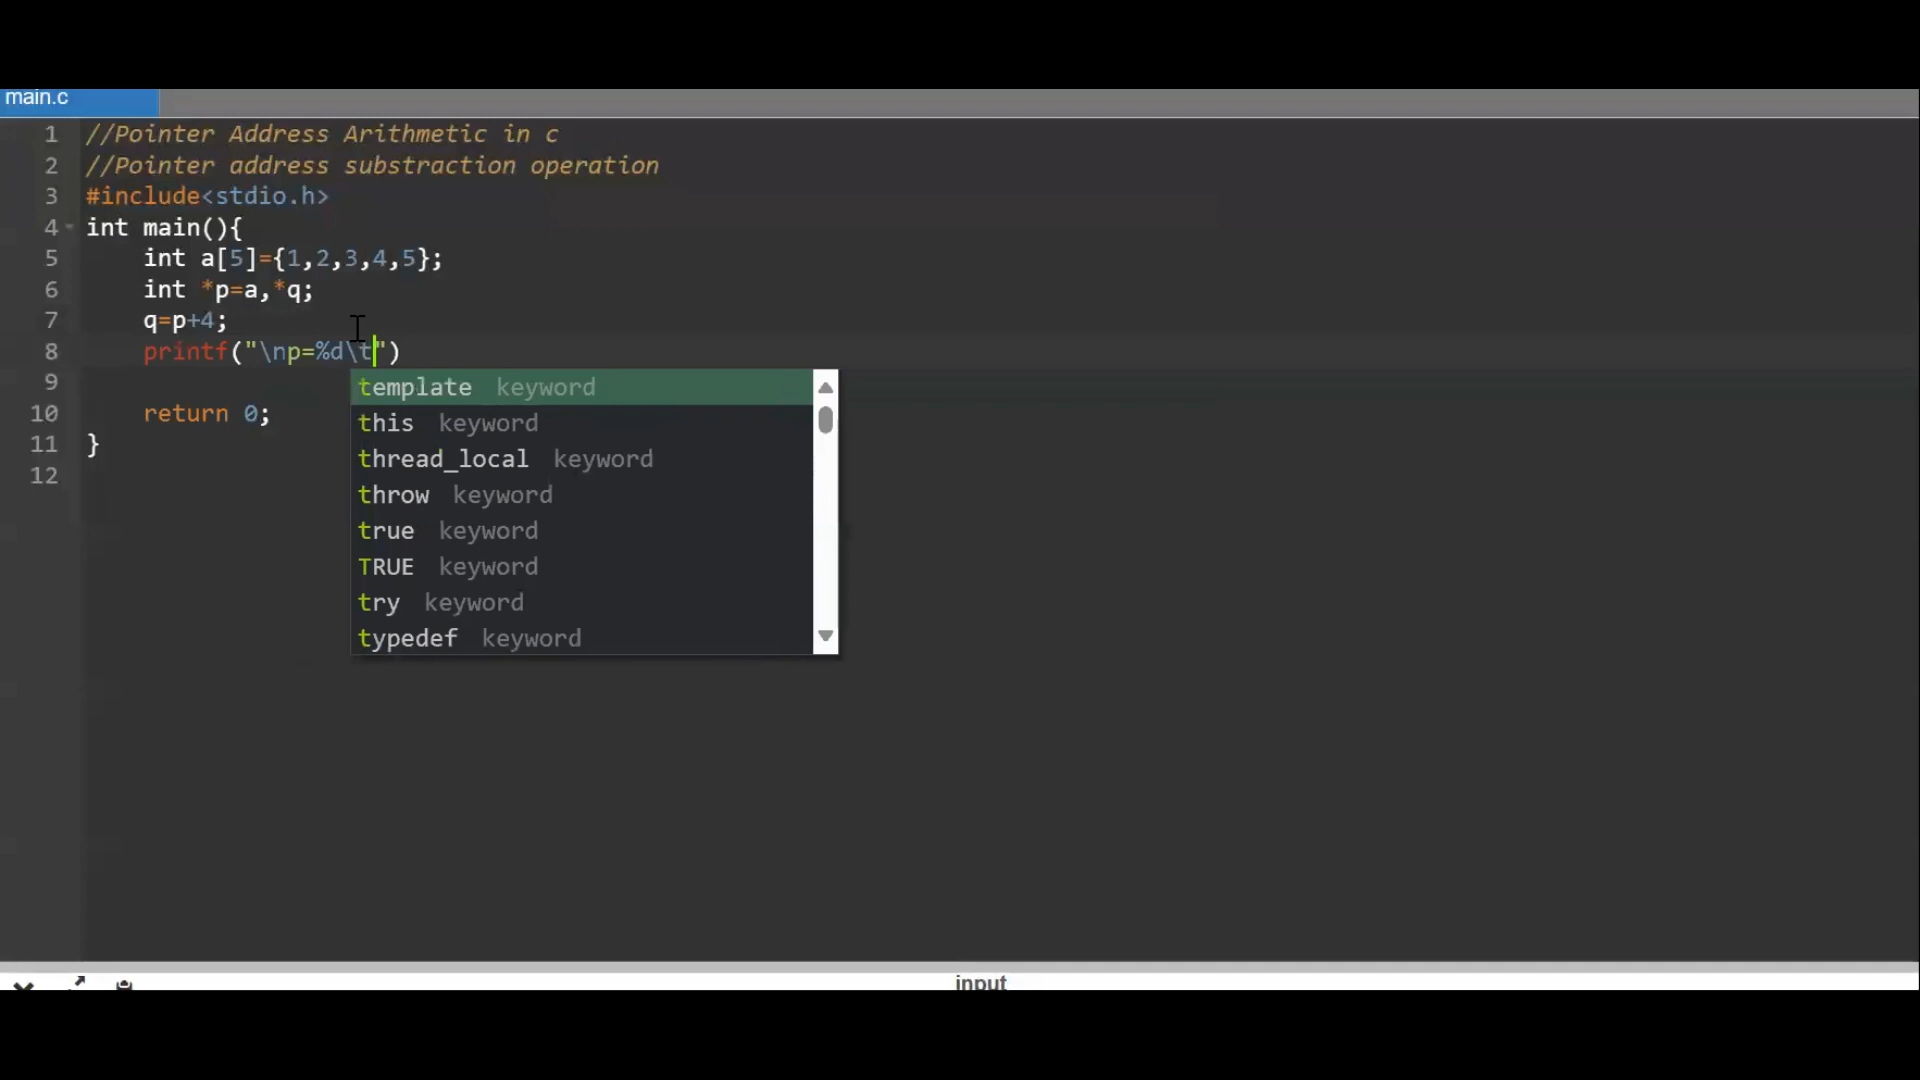 main.c
1 //Pointer Address Arithmetic in c
2 //Pointer address substraction operation
3 #include<stdio.h>
4 int main(){
5 int a[5]={1,2,3,4,5};
6 int *p=a,*q;
7 q=p+4;
8 printf("\np=%d\t")
9
template keyword
10 return 0;
this keyword
11 }
thread_local keyword
12
throw keyword
true keyword
TRUE keyword
try keyword
typedef keyword
input